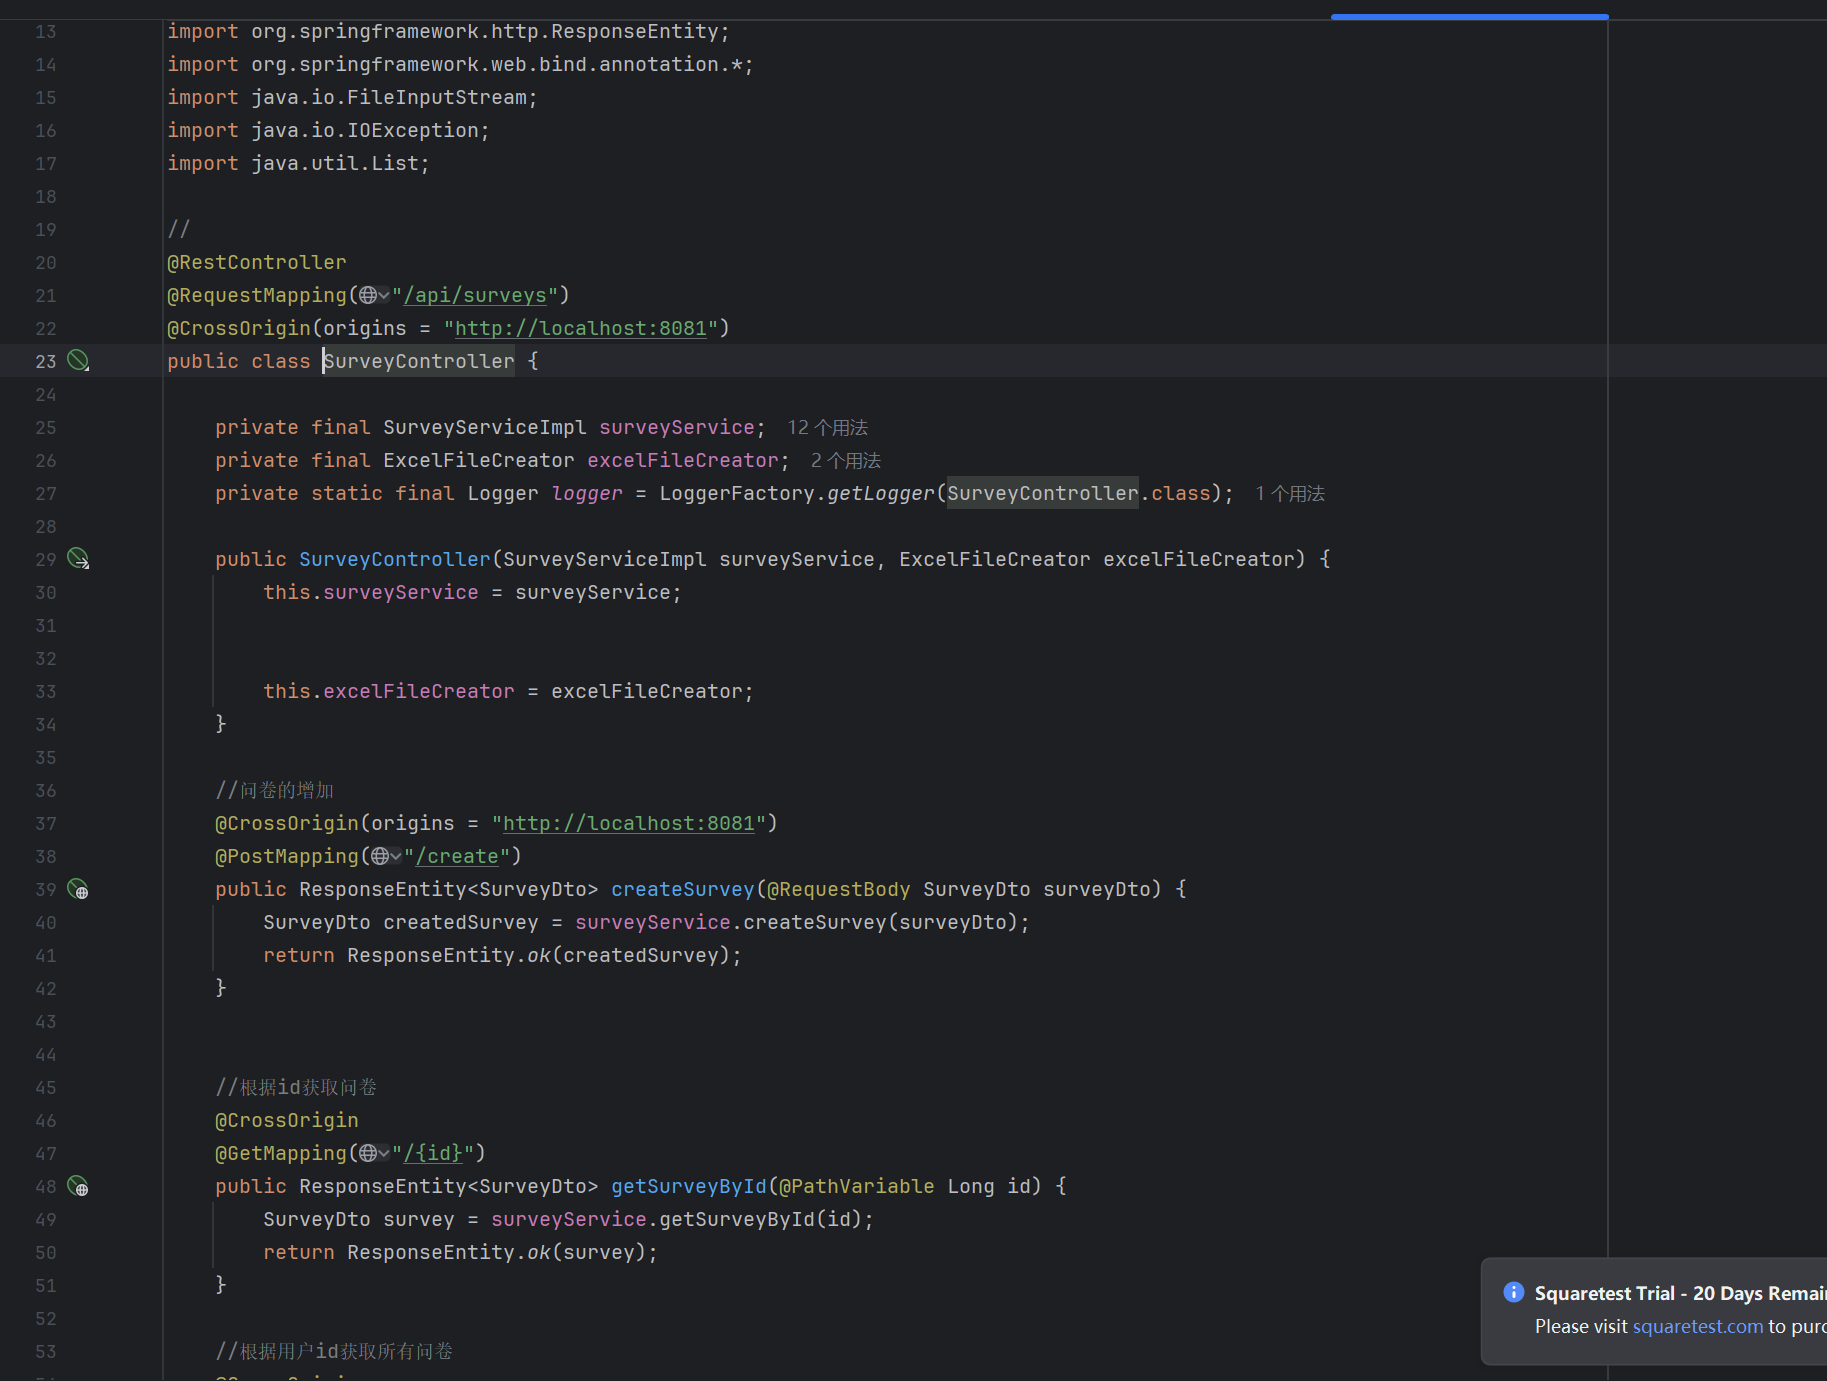 13 import org.springframework.http.ResponseEntity;
14 import org.springframework.web.bind.annotation.*;
15 import java.io.FileInputStream;
16 import java.io.IOException;
17 import java.util.List;
18
19 //
20 @RestController
21 @RequestMapping("/api/surveys")
22 @CrossOrigin(origins = "http://localhost:8081")
23 public class SurveyController {
24
25     private final SurveyServiceImpl surveyService; 12 个用法
26     private final ExcelFileCreator excelFileCreator; 2 个用法
27     private static final Logger logger = LoggerFactory.getLogger(SurveyController.class); 1 个用法
28
29     public SurveyController(SurveyServiceImpl surveyService, ExcelFileCreator excelFileCreator) {
30         this.surveyService = surveyService;
31
32
33         this.excelFileCreator = excelFileCreator;
34     }
35
36     //问卷的增加
37     @CrossOrigin(origins = "http://localhost:8081")
38     @PostMapping("/create")
39     public ResponseEntity<SurveyDto> createSurvey(@RequestBody SurveyDto surveyDto) {
40         SurveyDto createdSurvey = surveyService.createSurvey(surveyDto);
41         return ResponseEntity.ok(createdSurvey);
42     }
43
44
45     //根据id获取问卷
46     @CrossOrigin
47     @GetMapping("/{id}")
48     public ResponseEntity<SurveyDto> getSurveyById(@PathVariable Long id) {
49         SurveyDto survey = surveyService.getSurveyById(id);
50         return ResponseEntity.ok(survey);
51     }
52
53     //根据用户id获取所有问卷
Squaretest Trial - 20 Days
Please visit squaretest.com to